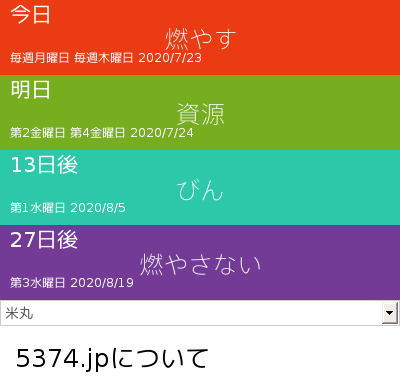 今日
燃やす
毎週月曜日 毎週木曜日 2020/7/23
明日
資源
第2金曜日 第4金曜日 2020/7/24
13日後
びん
第1水曜日 2020/8/5
27日後
燃やさない
第3水曜日 2020/8/19
米丸
5374.jpについて